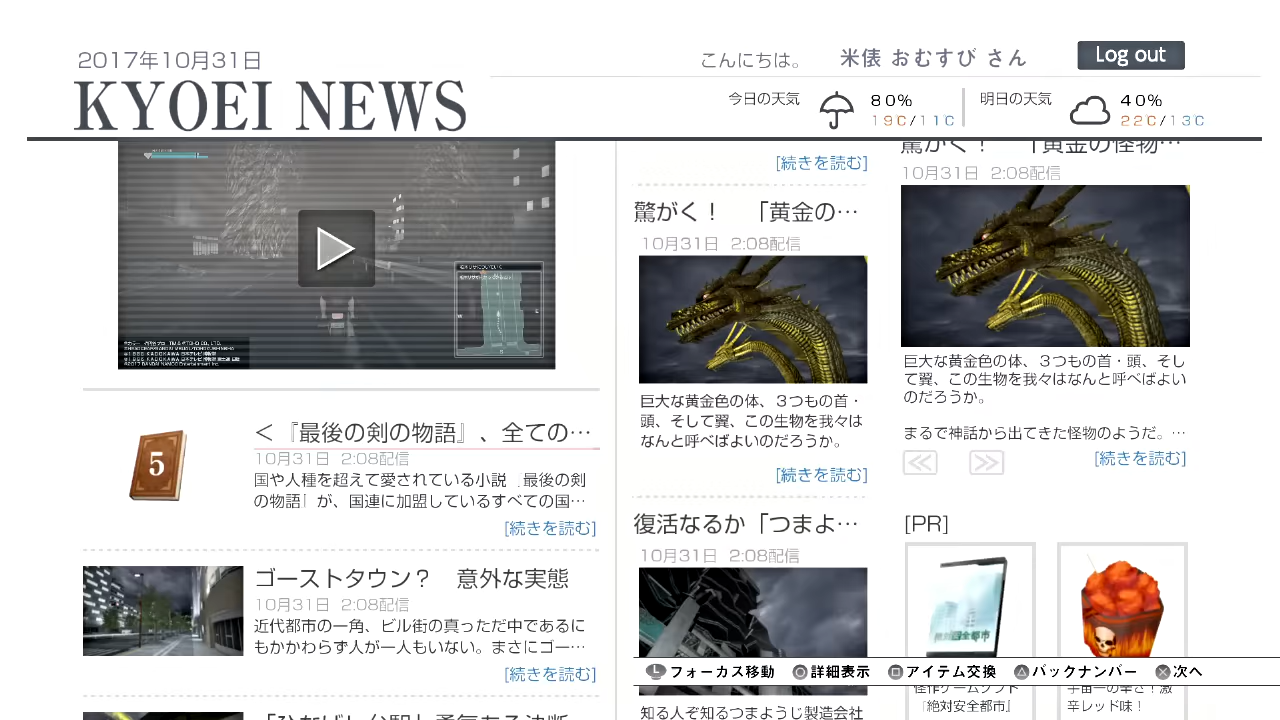 2017年10月31日
KYOEI NEWS
こんにちは。
米俵 おむすび さん
Log out
今日の天気
80%
19C/11C
明日の天気
40%
22C/13C
<『最後の剣の物語』、全ての…
10月31日 2:08配信
国や人種を超えて愛されている小説『最後の剣
の物語』が、国連に加盟しているすべての国…
[続きを読む]
5
ゴーストタウン? 意外な実態
10月31日 2:08配信
近代都市の一角、ビル街の真っただ中であるに
もかかわらず人が一人もいない。まさにゴー…
[続きを読む]
[続きを読む]
驚がく! 「黄金の…
10月31日 2:08配信
巨大な黄金色の体、3つもの首・
頭、そして翼、この生物を我々は
なんと呼べばよいのだろうか。
[続きを読む]
復活なるか「つまよ…
10月31日 2:08配信
知る人ぞ知るつまようじ製造会社
驚がく! 「黄金の怪物…
10月31日 2:08配信
巨大な黄金色の体、3つもの首・頭、そし
て翼、この生物を我々はなんと呼べばよい
のだろうか。
まるで神話から出てきた怪物のようだ。…
[続きを読む]
[PR]
怪作ゲームソフト
『絶対安全都市』
宇宙一の辛さ!激
辛レッド味!
L フォーカス移動 詳細表示 アイテム交換 バックナンバー 次へ